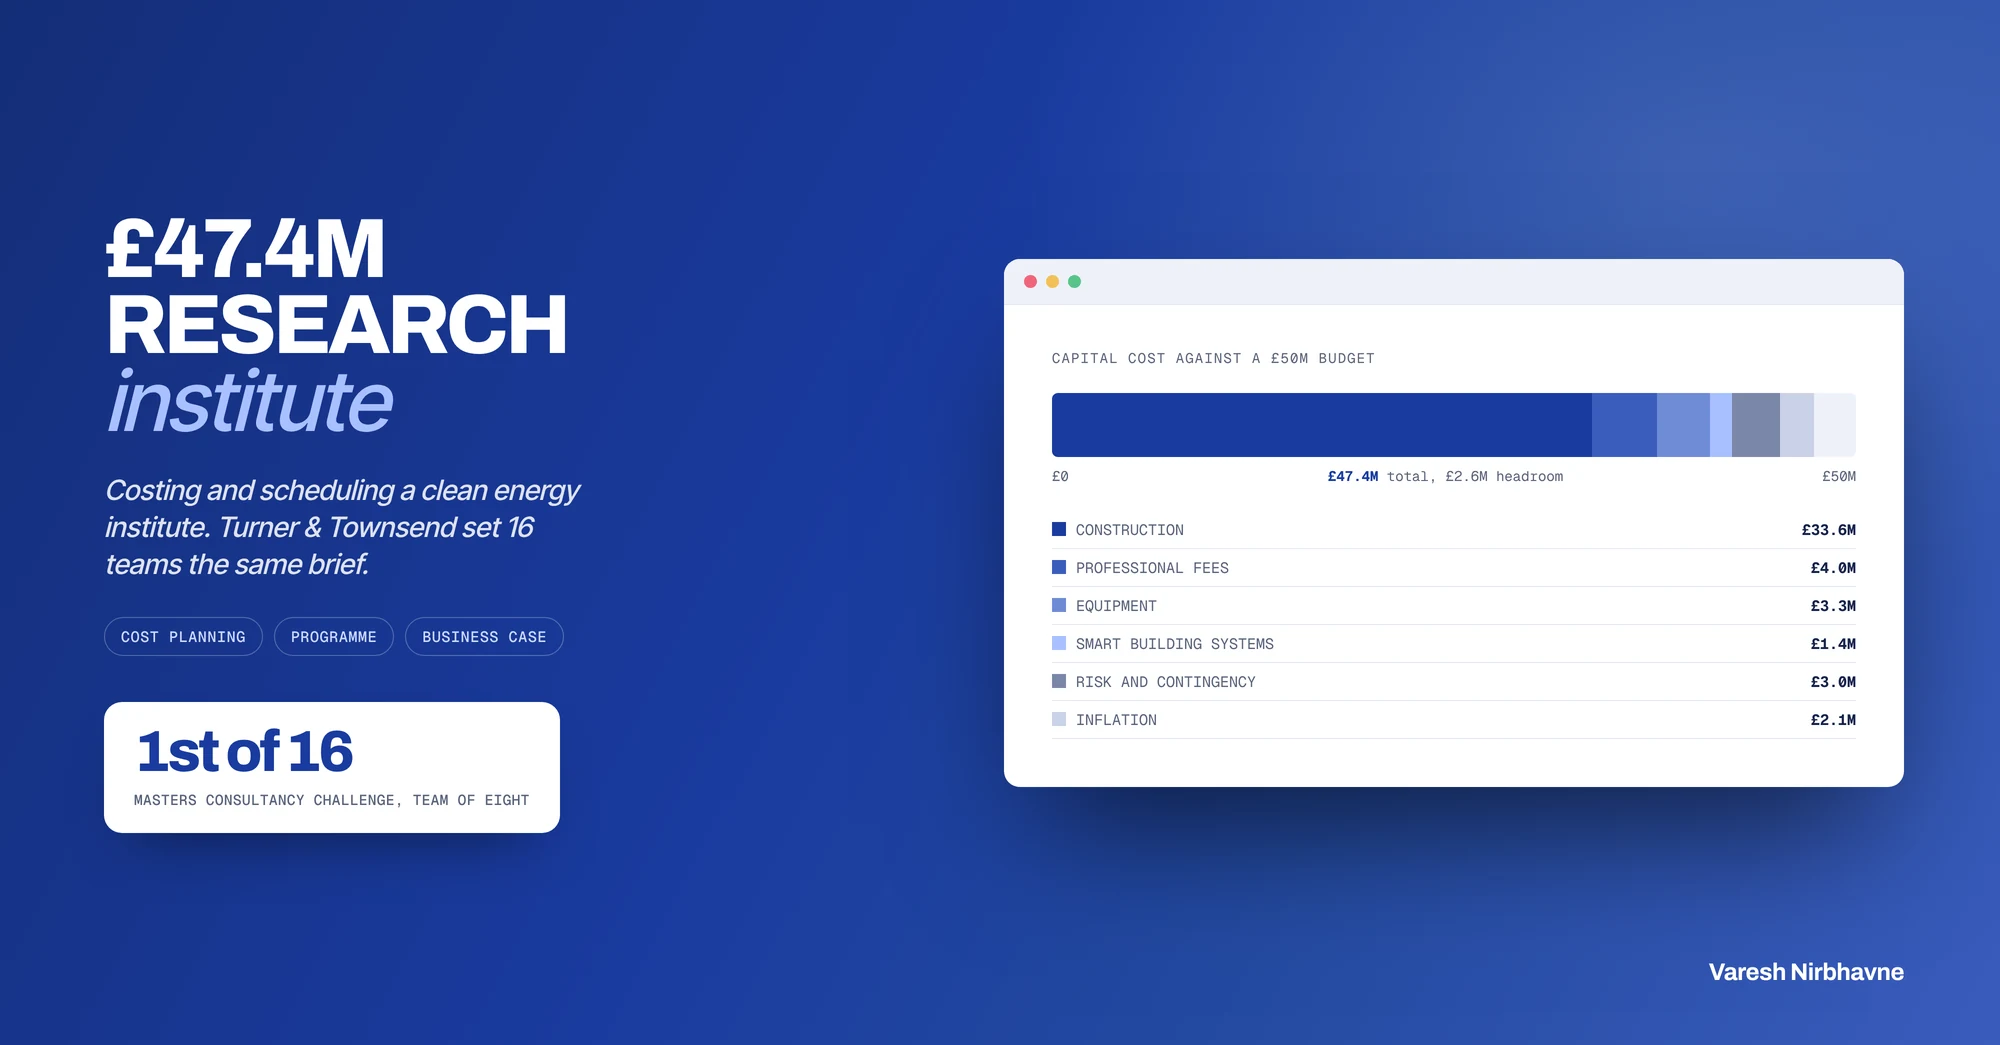 £47.4M
RESEARCH
institute
Costing and scheduling a clean energy
institute. Turner & Townsend set 16
teams the same brief.
COST PLANNING
PROGRAMME
BUSINESS CASE
1st of 16
MASTERS CONSULTANCY CHALLENGE, TEAM OF EIGHT
CAPITAL COST AGAINST A £50M BUDGET
£0
£47.4M total, £2.6M headroom
£50M
CONSTRUCTION £33.6M
PROFESSIONAL FEES £4.0M
EQUIPMENT £3.3M
SMART BUILDING SYSTEMS £1.4M
RISK AND CONTINGENCY £3.0M
INFLATION £2.1M
Varesh Nirbhavne